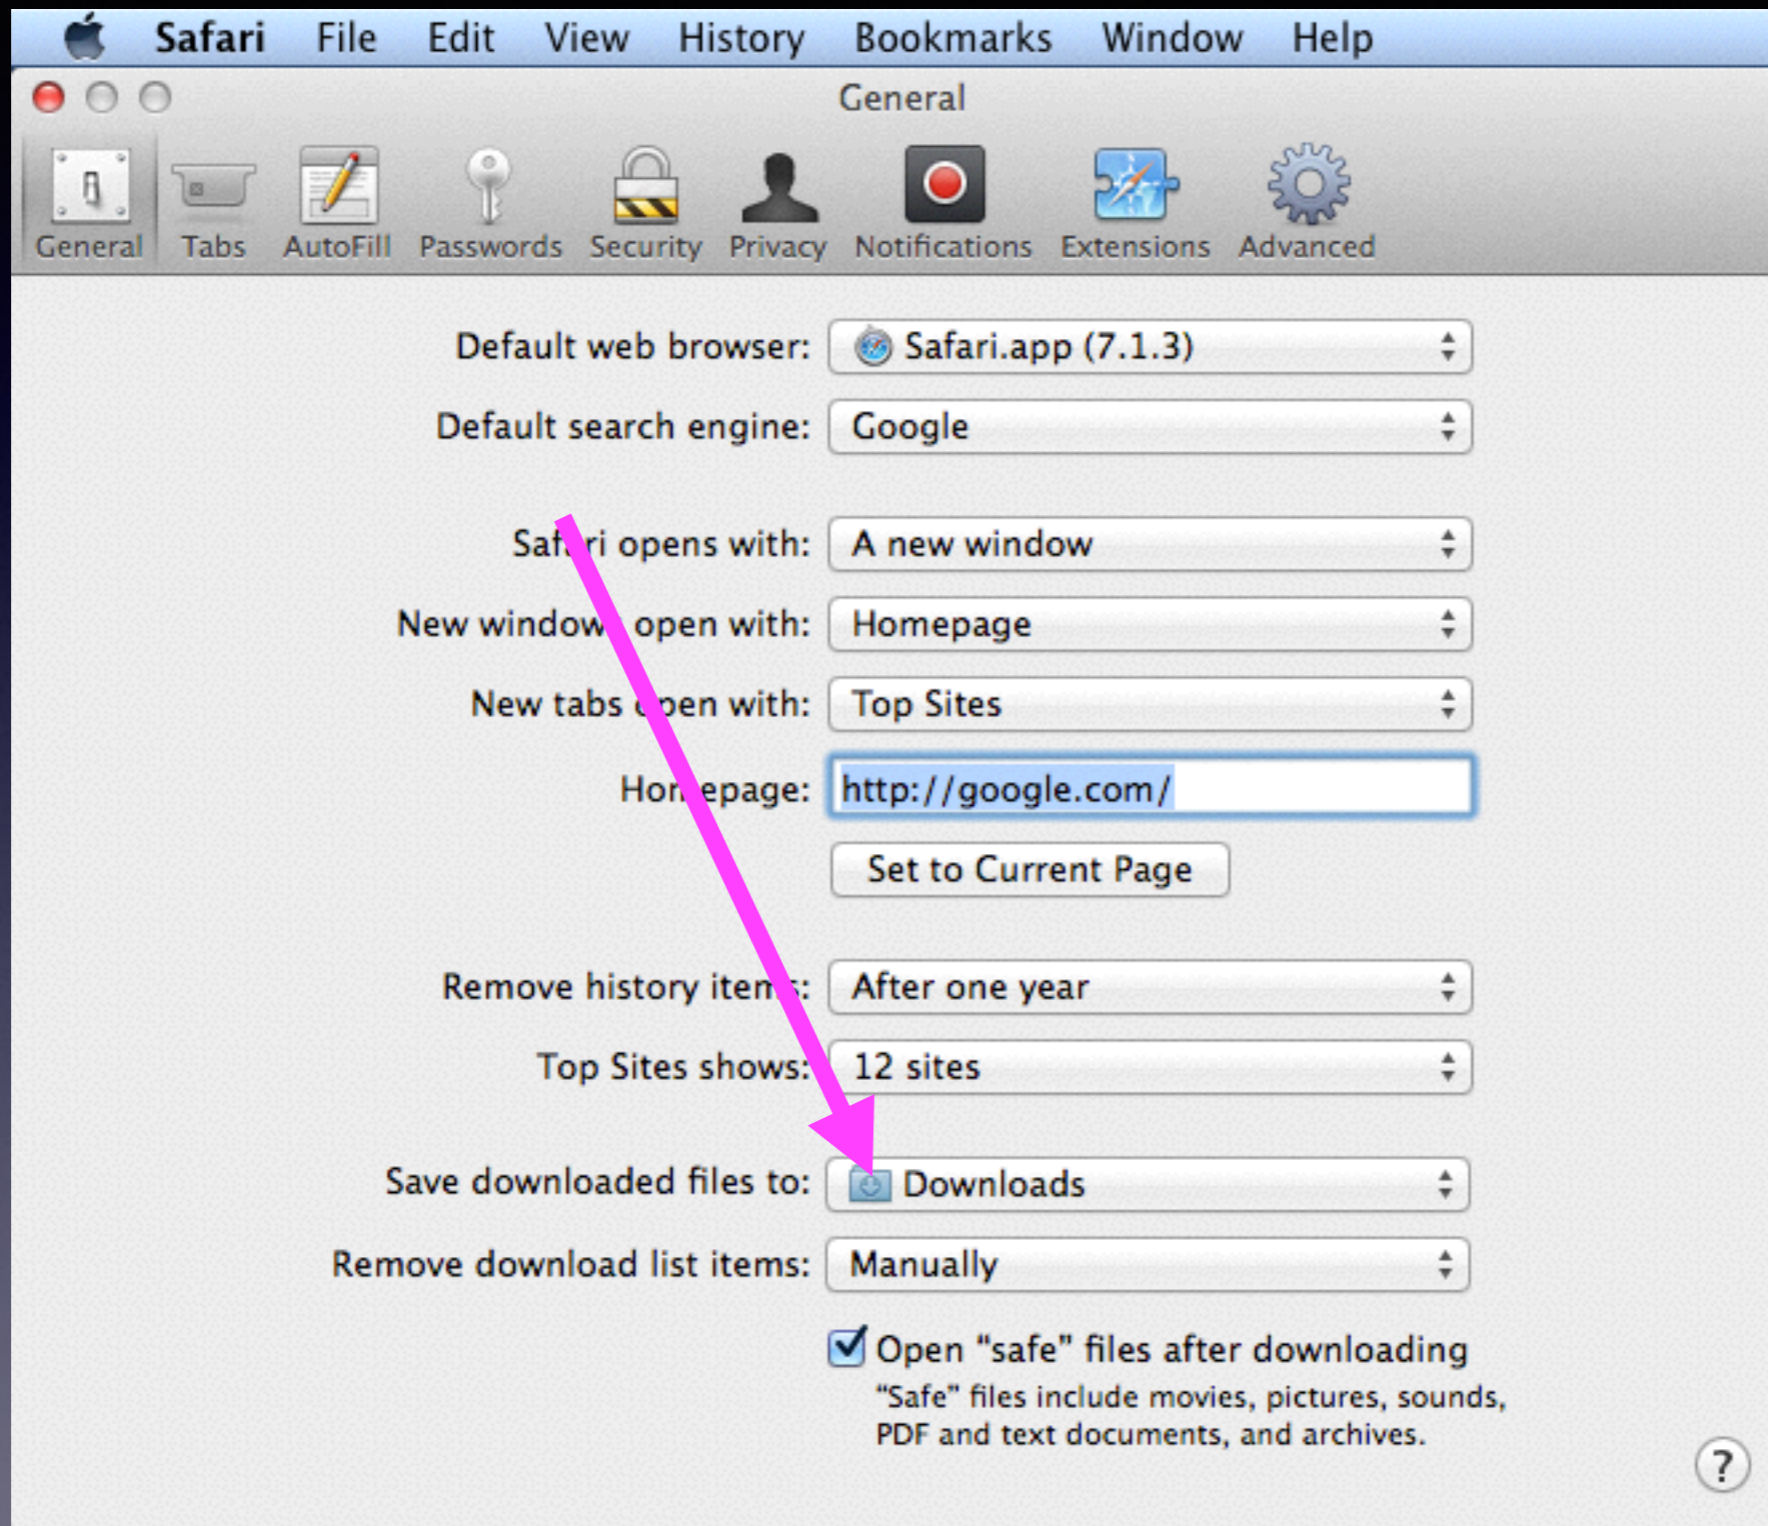 Safari File Edit View History Bookmarks Window Help
General
General Tabs AutoFill Passwords Security Privacy Notifications Extensions Advanced
Default web browser: Safari.app (7.1.3)
Default search engine: Google
Safari opens with: A new window
New windows open with: Homepage
New tabs open with: Top Sites
Homepage: http://google.com/
Set to Current Page
Remove history items: After one year
Top Sites shows: 12 sites
Save downloaded files to: Downloads
Remove download list items: Manually
Open “safe” files after downloading
“Safe” files include movies, pictures, sounds,
PDF and text documents, and archives.
?